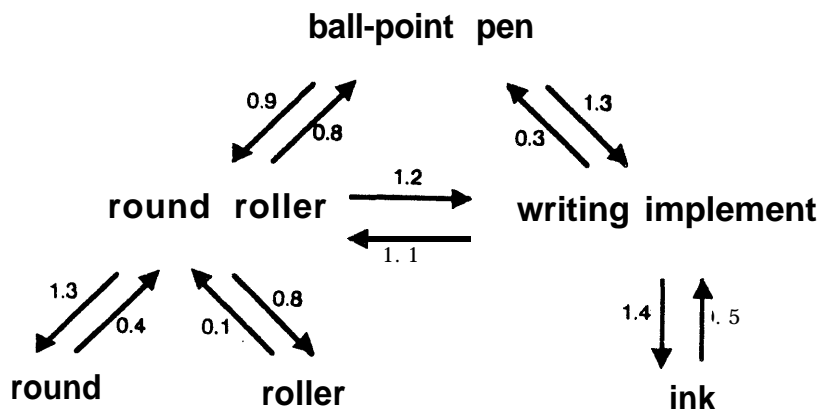 ball-point pen
0.9 0.8 0.3 1.3
round roller 1.2 writing implement
1. 1
1.3 0.4 0.1 0.8 1.4 . 5
round roller ink